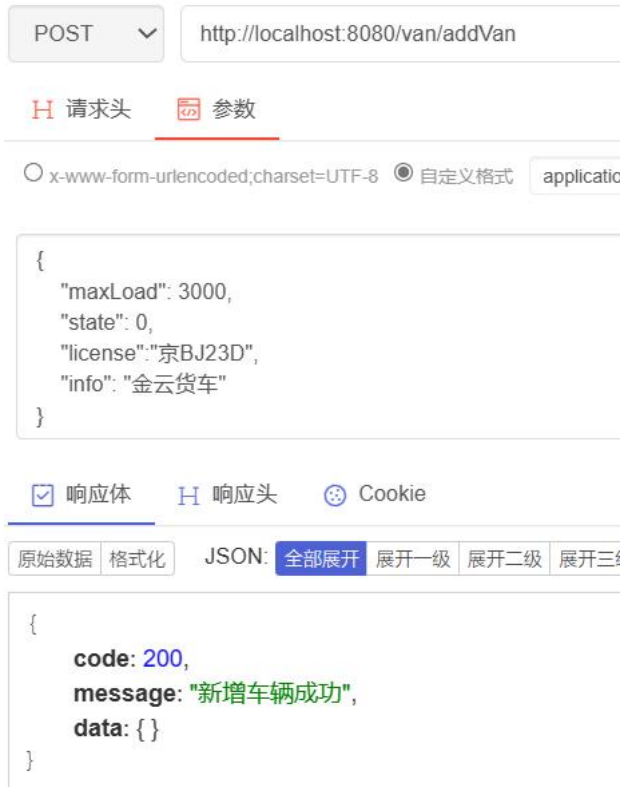 POST http://localhost:8080/van/addVan
请求头 参数
x-www-form-urlencoded;charset=UTF-8 自定义格式 applicatio
{
"maxLoad": 3000,
"state": 0,
"license":"京BJ23D",
"info": "金云货车"
}
响应体 响应头 Cookie
原始数据 格式化 JSON: 全部展开 展开一级 展开二级 展开三级
{
code: 200,
message: "新增车辆成功",
data: { }
}